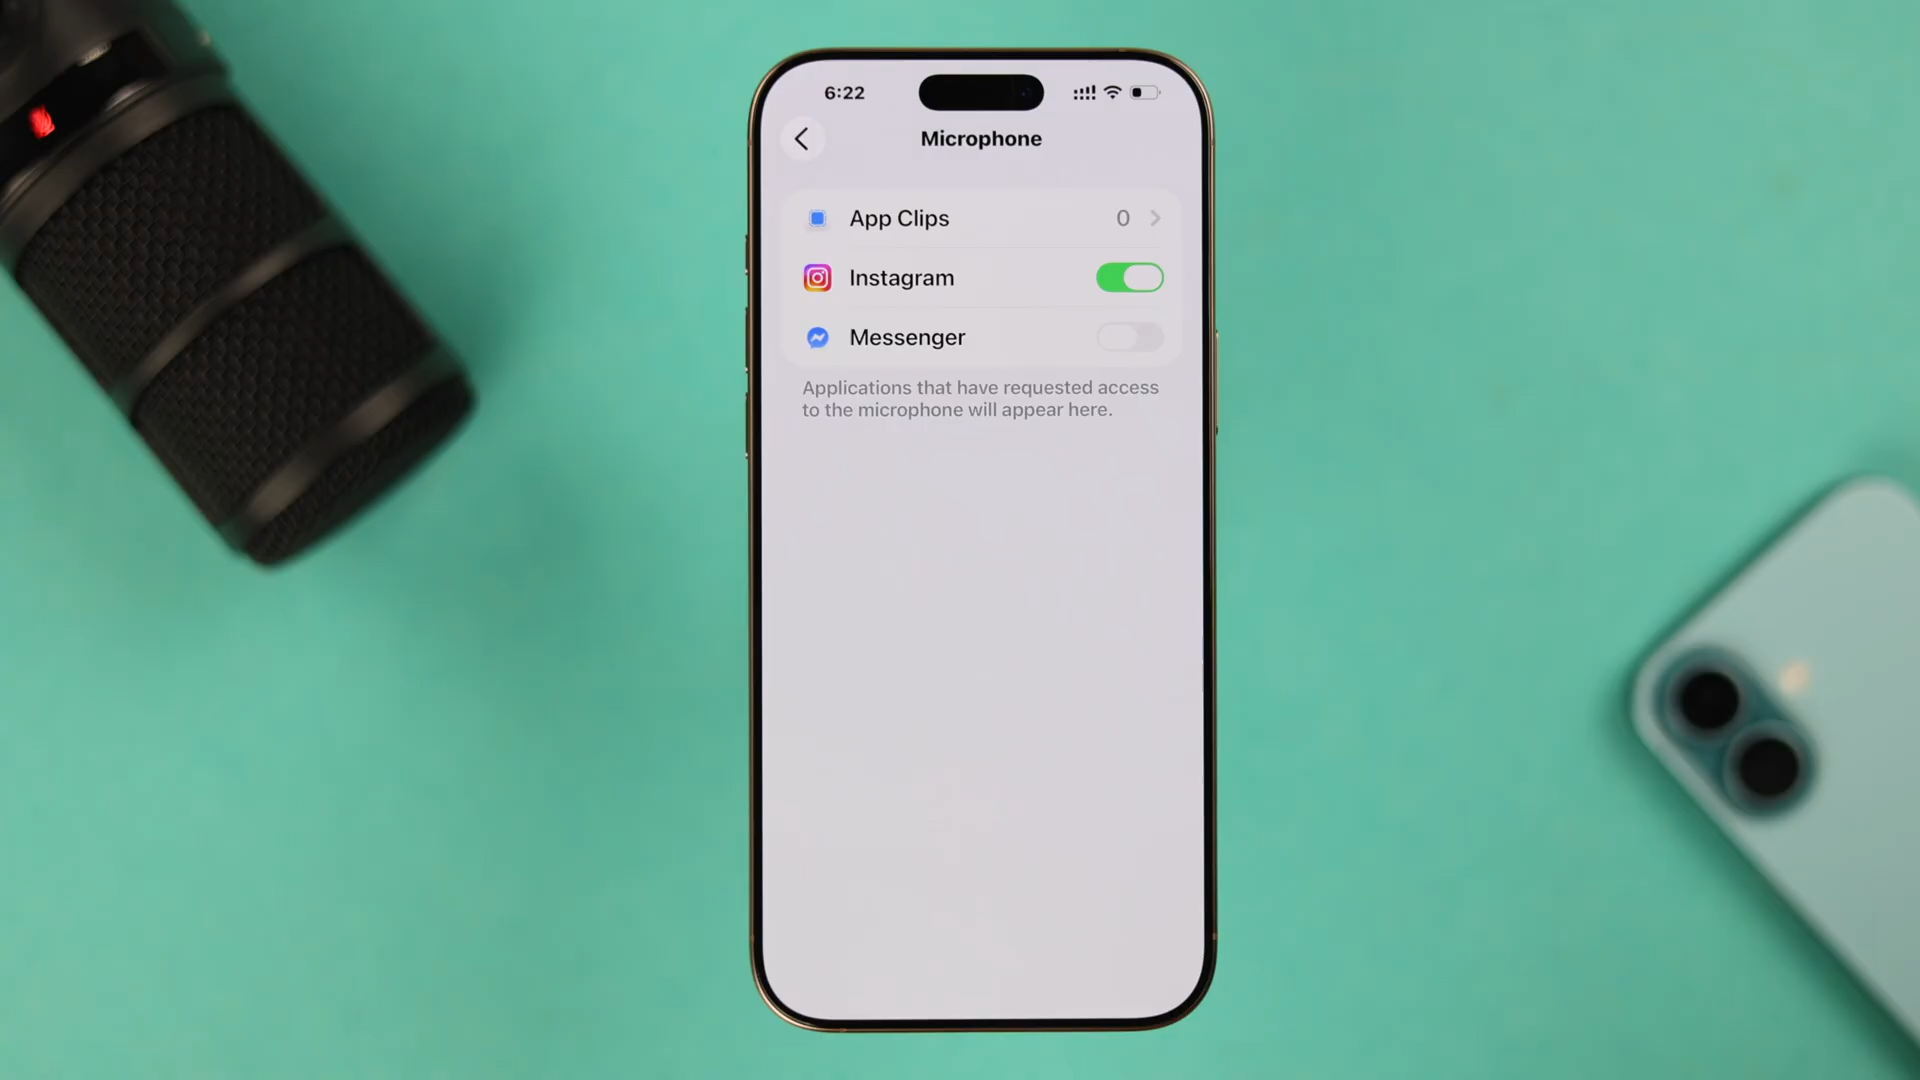 6:22
Microphone
App Clips 0
Instagram
Messenger
Applications that have requested access
to the microphone will appear here.